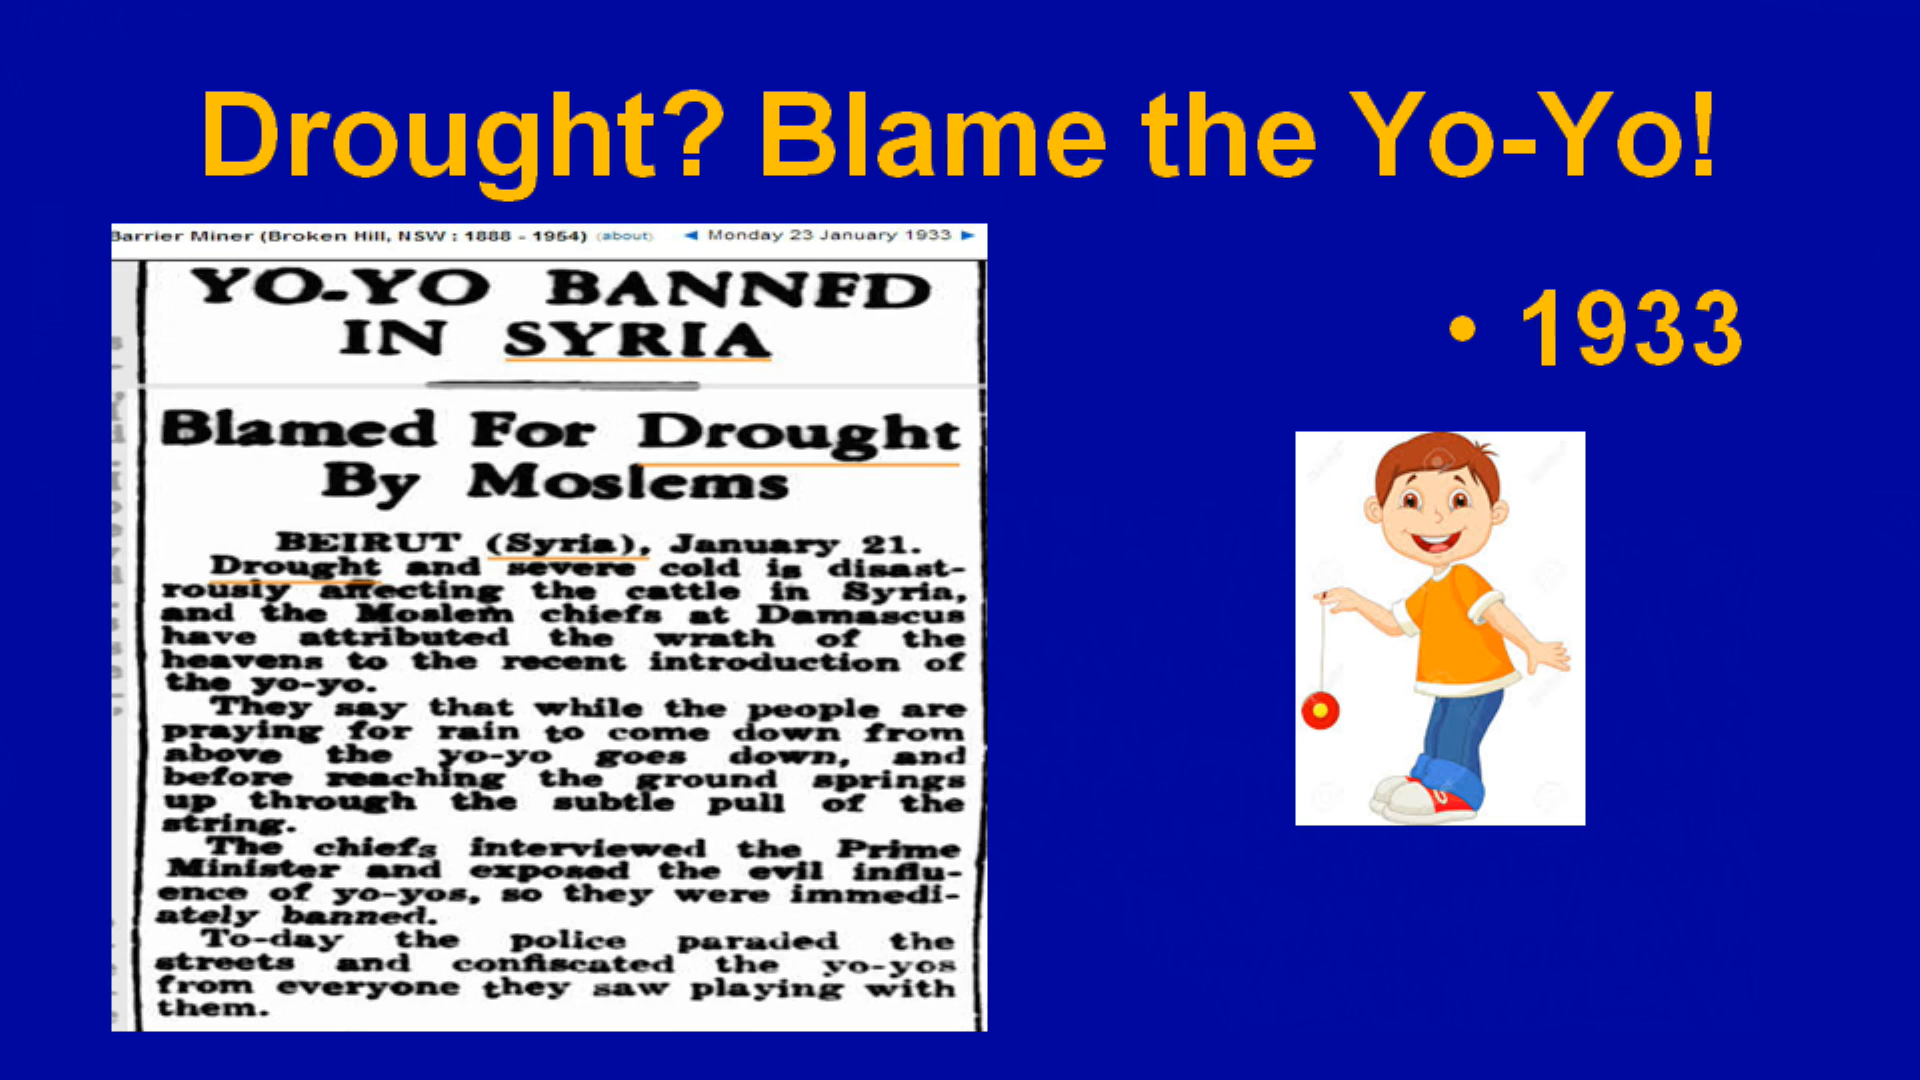 Drought? Blame the Yo-Yo!
Barrier Miner (Broken Hill, NSW : 1888 - 1954) (about) ◄ Monday 23 January 1933 ►
YO-YO BANNED
IN SYRIA
Blamed For Drought
By Moslems
BEIRUT (Syria), January 21.
Drought and severe cold is disast-
rously affecting the cattle in Syria,
and the Moslem chiefs at Damascus
have attributed the wrath of the
heavens to the recent introduction of
the yo-yo.
They say that while the people are
praying for rain to come down from
above the yo-yo goes down, and
before reaching the ground springs
up through the subtle pull of the
string.
The chiefs interviewed the Prime
Minister and exposed the evil influ-
ence of yo-yos, so they were immedi-
ately banned.
To-day the police paraded the
streets and confiscated the yo-yos
from everyone they saw playing with
them.
• 1933